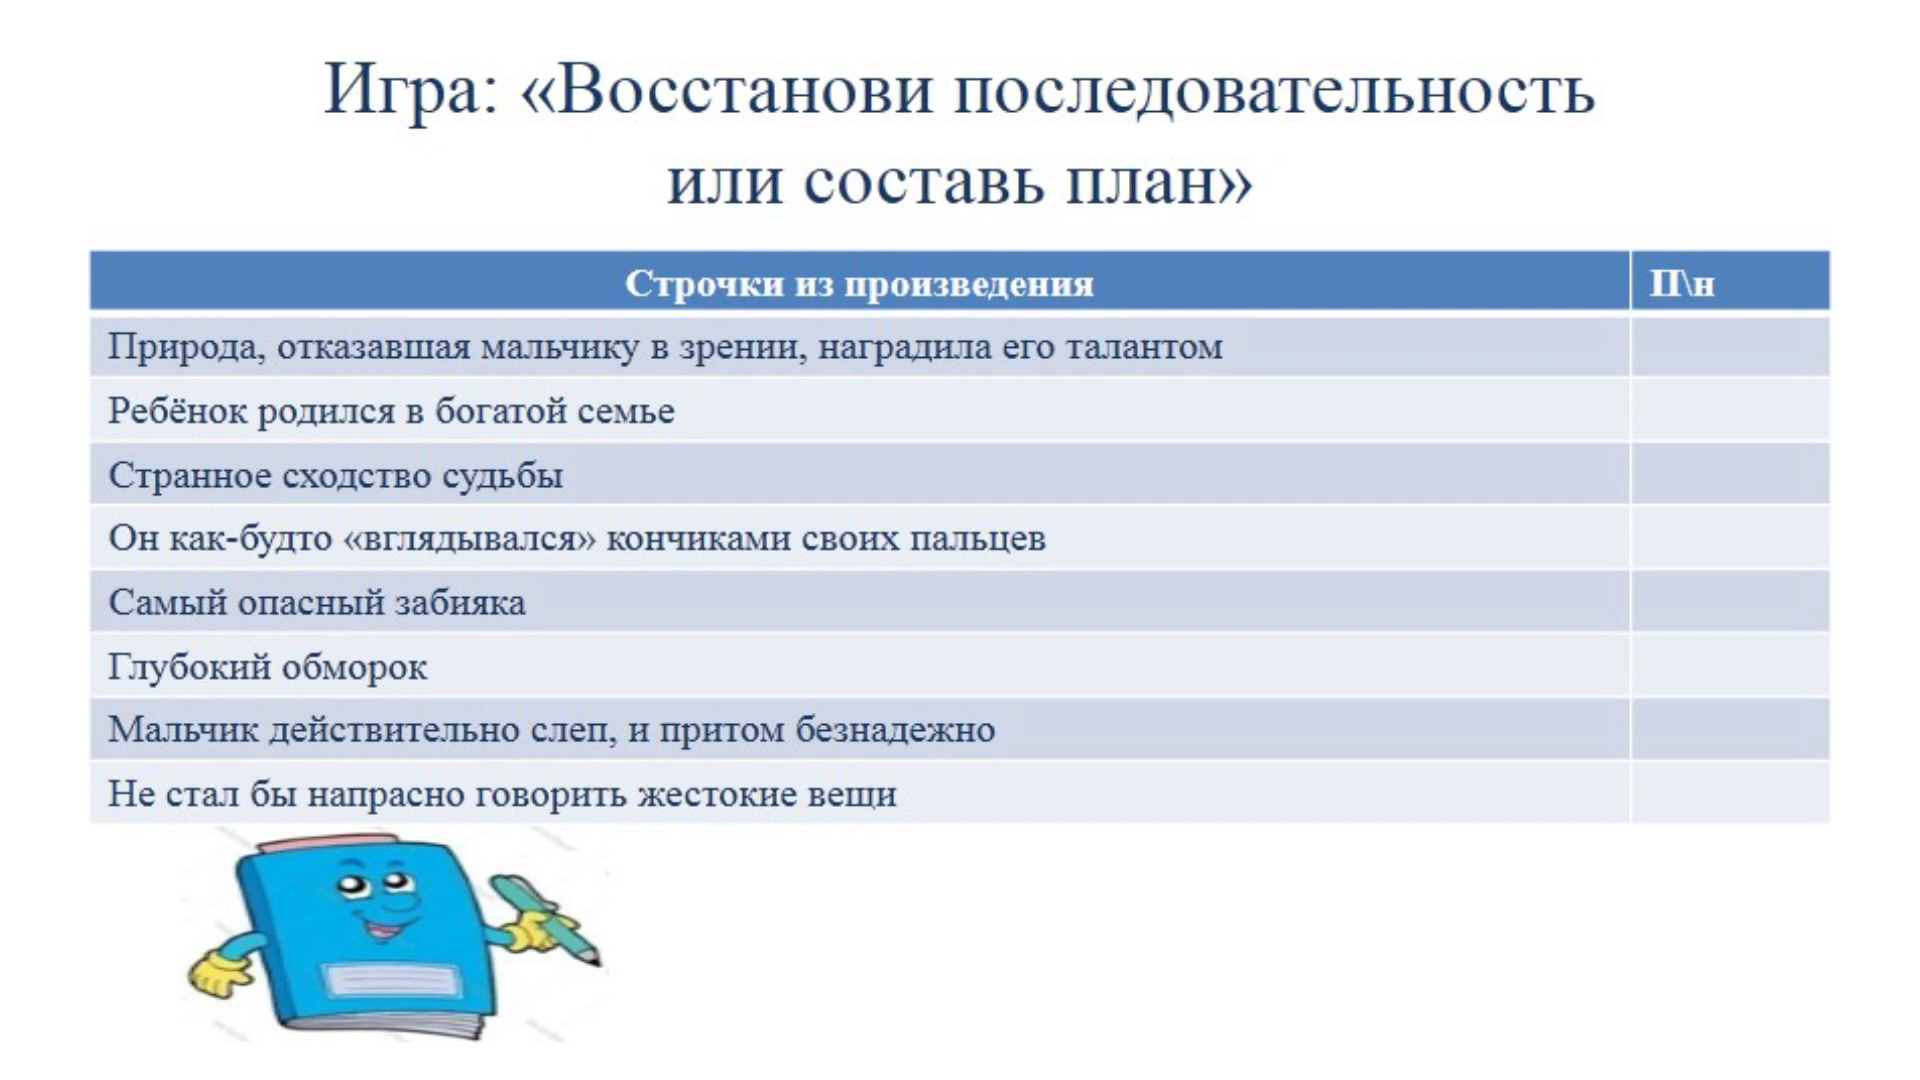 Игра: «Восстанови последовательность
или составь план»
Строчки из произведения П\н
Природа, отказавшая мальчику в зрении, наградила его талантом
Ребёнок родился в богатой семье
Странное сходство судьбы
Он как-будто «вглядывался» кончиками своих пальцев
Самый опасный забияка
Глубокий обморок
Мальчик действительно слеп, и притом безнадежно
Не стал бы напрасно говорить жестокие вещи